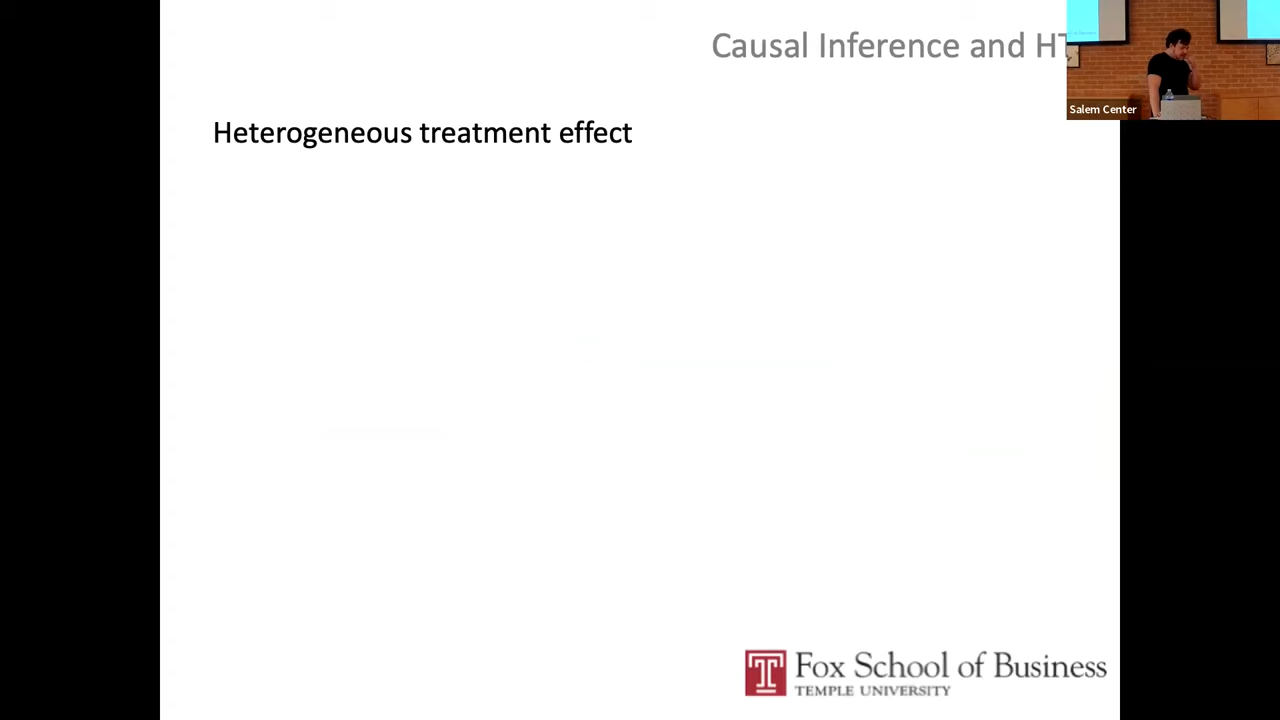 Causal Inference and HT
Salem Center
Heterogeneous treatment effect
Fox School of Business
TEMPLE UNIVERSITY